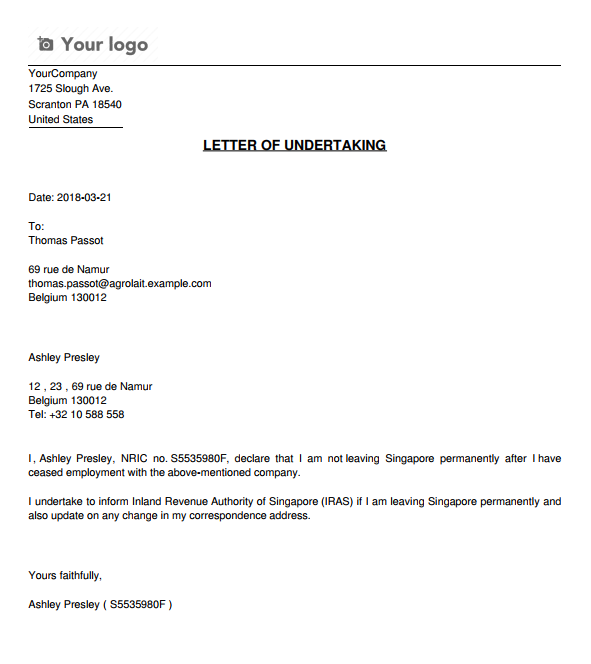 Your logo
YourCompany
1725 Slough Ave.
Scranton PA 18540
United States
LETTER OF UNDERTAKING
Date: 2018-03-21
To:
Thomas Passot
69 rue de Namur
thomas.passot@agrolait.example.com
Belgium 130012
Ashley Presley
12 , 23 , 69 rue de Namur
Belgium 130012
Tel: +32 10 588 558
I , Ashley Presley, NRIC no. S5535980F, declare that I am not leaving Singapore permanently after I have
ceased employment with the above-mentioned company.
I undertake to inform Inland Revenue Authority of Singapore (IRAS) if I am leaving Singapore permanently and
also update on any change in my correspondence address.
Yours faithfully,
Ashley Presley ( S5535980F )